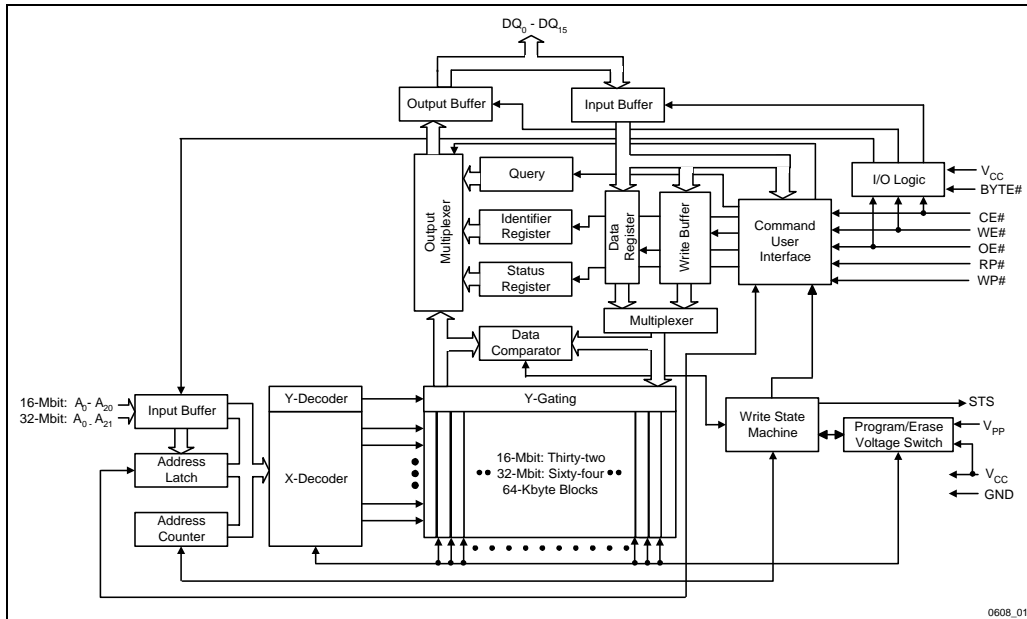 DQ0 - DQ15
Output Buffer
Input Buffer
I/O Logic
VCC
BYTE#
CE#
WE#
OE#
RP#
WP#
Output
Multiplexer
Query
Identifier
Register
Status
Register
Data
Register
Write Buffer
Command
User
Interface
Multiplexer
Data
Comparator
16-Mbit: A0- A20
32-Mbit: A0- A21
Input Buffer
Address
Latch
Address
Counter
Y-Decoder
X-Decoder
Y-Gating
16-Mbit: Thirty-two
32-Mbit: Sixty-four
64-Kbyte Blocks
Write State
Machine
Program/Erase
Voltage Switch
STS
VPP
VCC
GND
0608_01